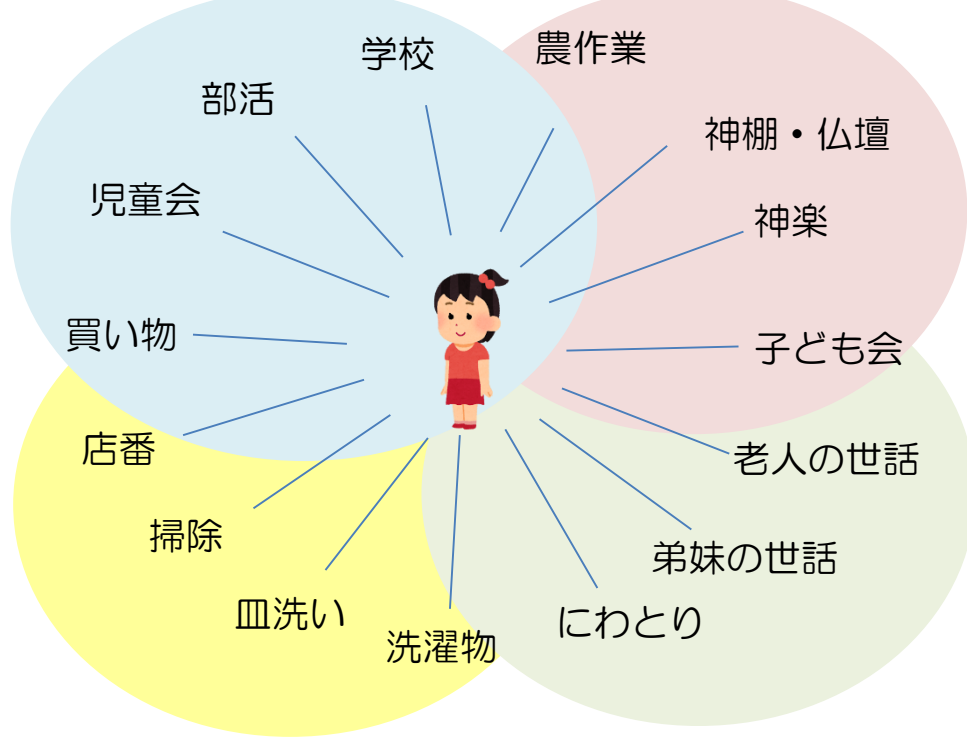 学校
農作業
部活
神棚・仏壇
児童会
神楽
買い物
子ども会
店番
老人の世話
掃除
弟妹の世話
皿洗い
にわとり
洗濯物